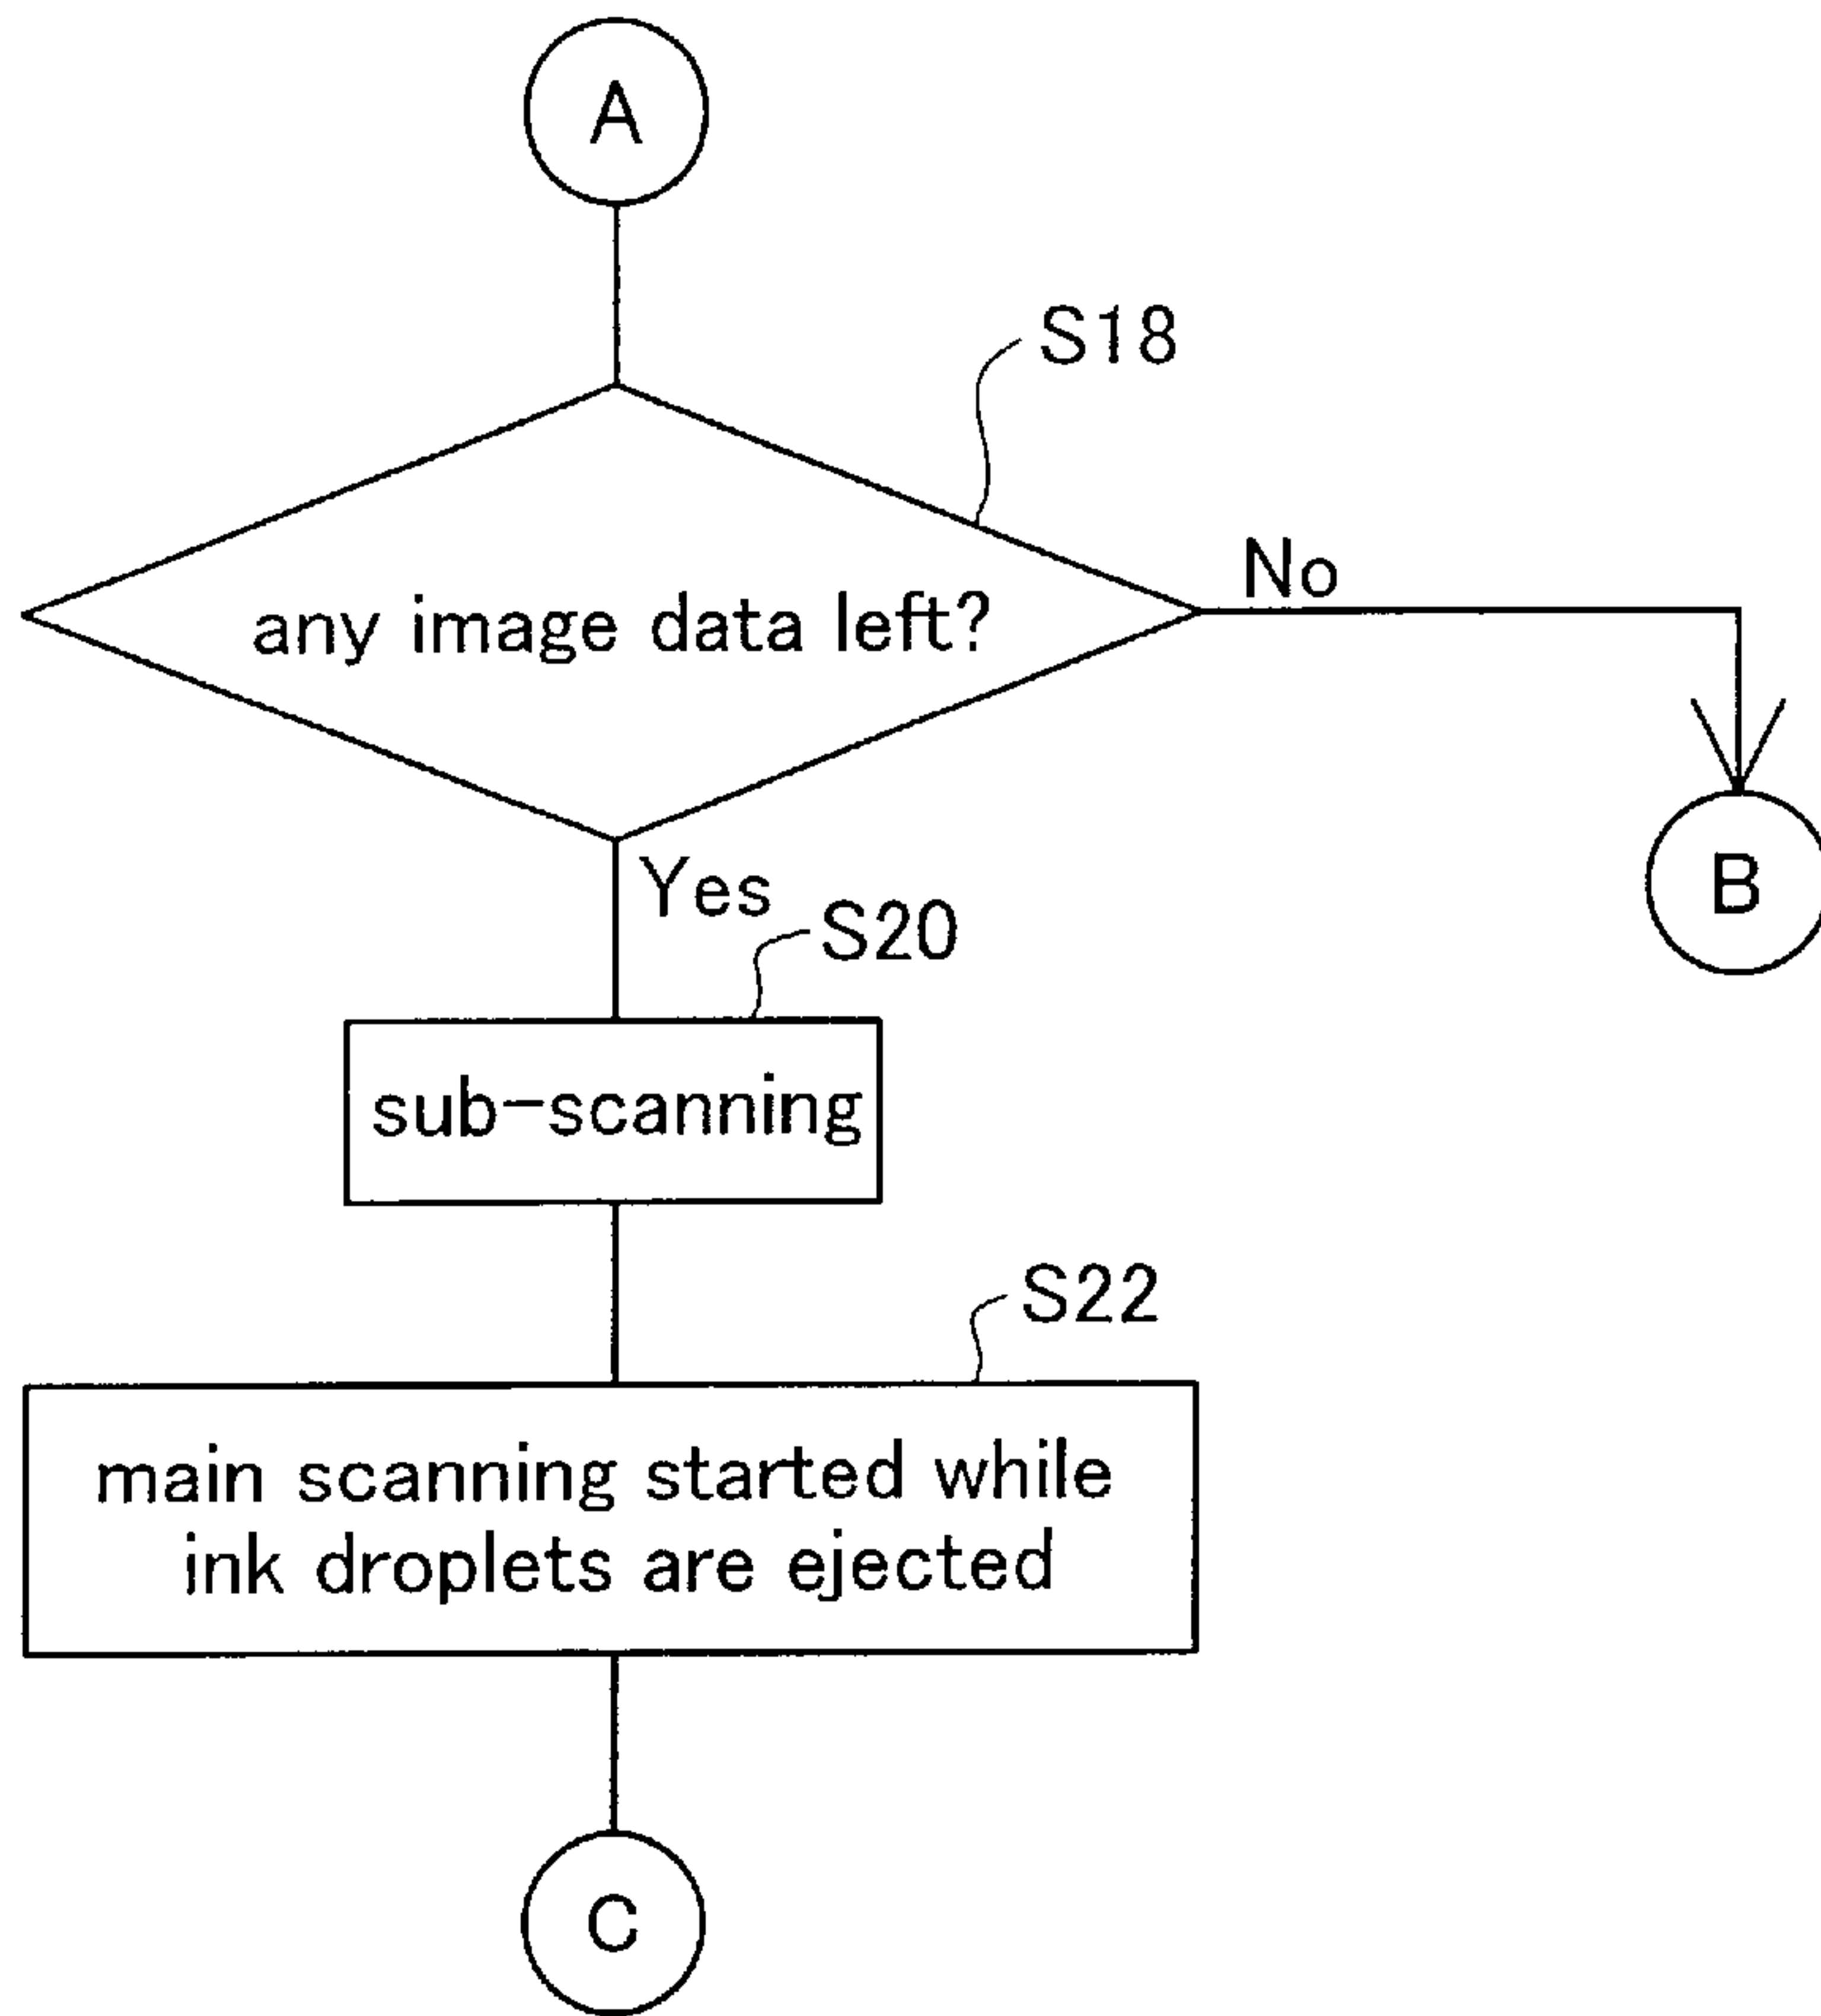 A
S18
any image data left?
No
B
Yes
S20
sub-scanning
S22
main scanning started while
ink droplets are ejected
C